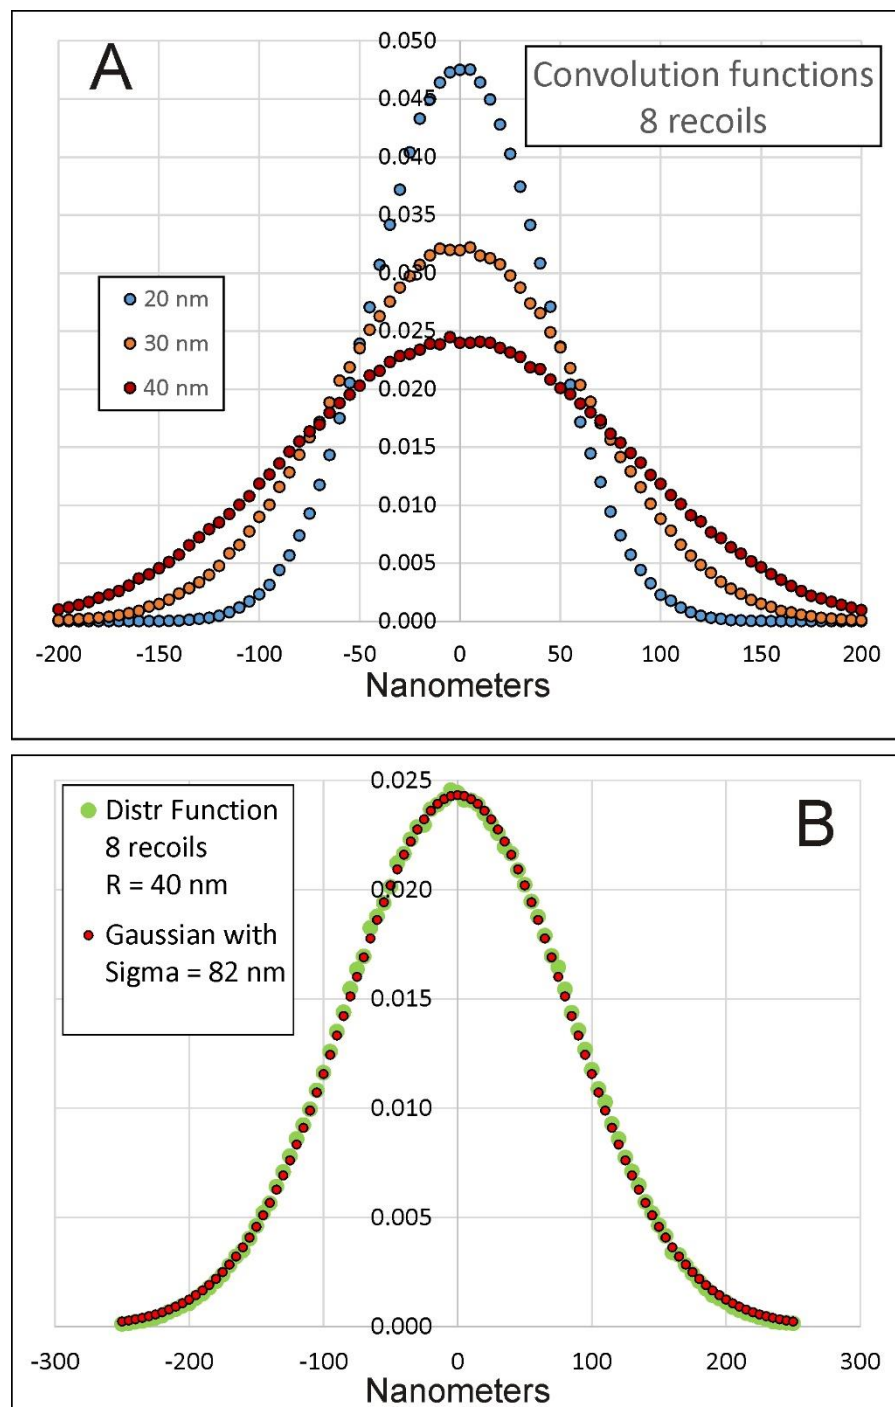 A
Convolution functions
8 recoils
0.050
0.045
0.040
0.035
0.030
0.025
0.020
0.015
0.010
0.005
0.000
20 nm
30 nm
40 nm
-200 -150 -100 -50 0 50 100 150 200
Nanometers
B
Distr Function
8 recoils
R = 40 nm
Gaussian with
Sigma = 82 nm
0.025
0.020
0.015
0.010
0.005
0.000
-300 -200 -100 0 100 200 300
Nanometers